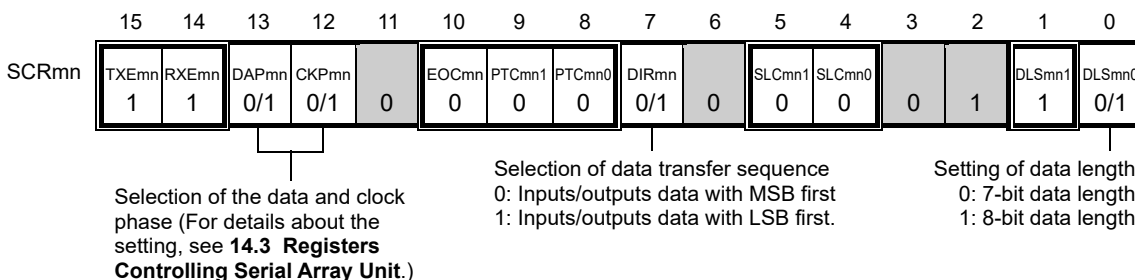 15 14 13 12 11 10 9 8 7 6 5 4 3 2 1 0
SCRmn
TXEmn RXEmn DAPmn CKPmn EOCmn PTCmn1 PTCmn0 DIRmn SLCmn1 SLCmn0 DLSmn1 DLSmn0
1 1 0/1 0/1 0 0 0 0 0/1 0 0 0 0 1 1 0/1
Selection of the data and clock
phase (For details about the
setting, see 14.3 Registers
Controlling Serial Array Unit.)
Selection of data transfer sequence
0: Inputs/outputs data with MSB first
1: Inputs/outputs data with LSB first.
Setting of data length
0: 7-bit data length
1: 8-bit data length